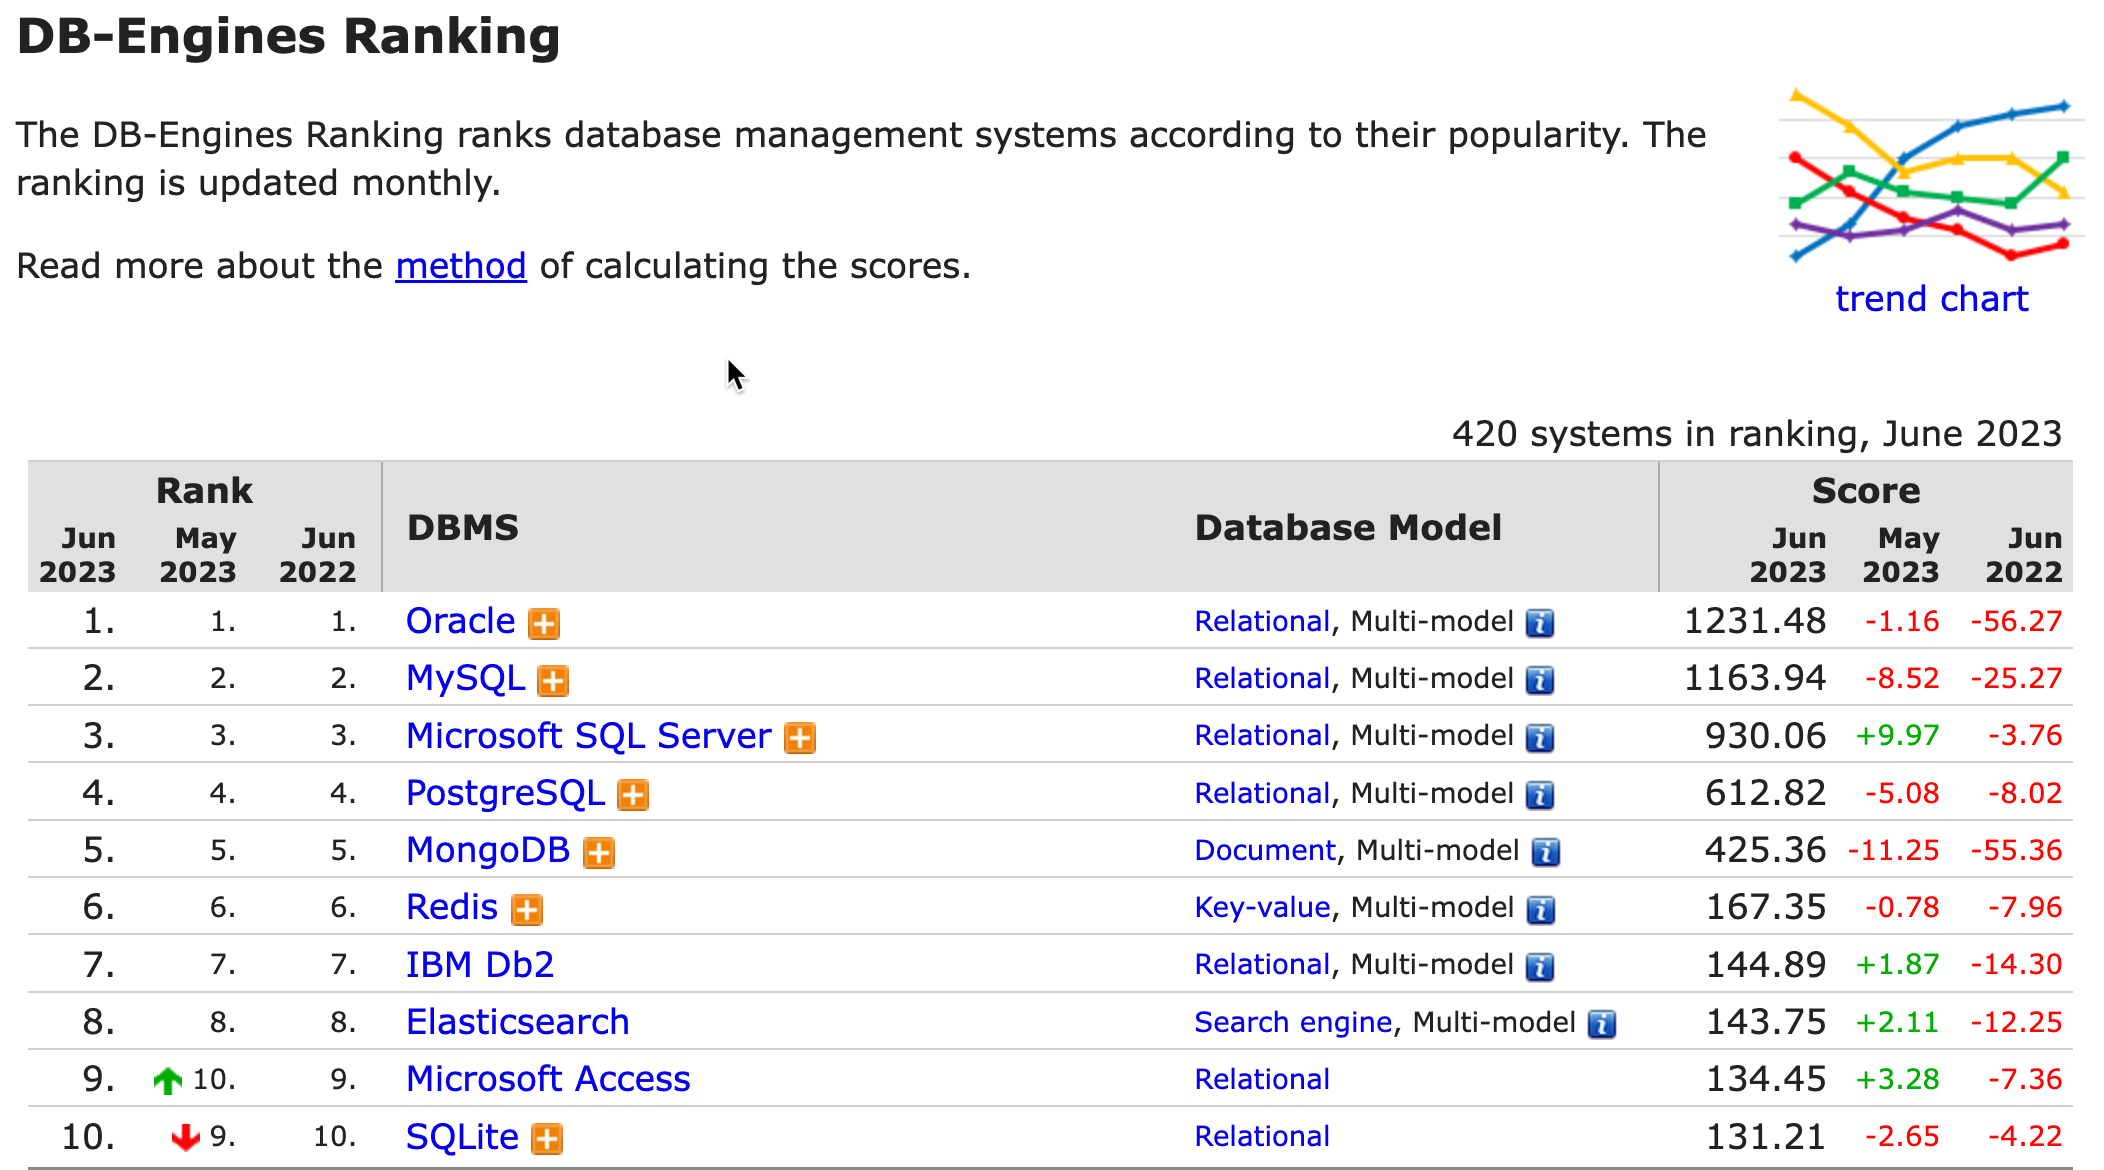 DB-Engines Ranking
The DB-Engines Ranking ranks database management systems according to their popularity. The
ranking is updated monthly.
Read more about the method of calculating the scores.
trend chart
420 systems in ranking, June 2023
Rank DBMS Database Model Score
Jun 2023 May 2023 Jun 2022 Jun 2023 May 2023 Jun 2022
1. 1. 1. Oracle Relational, Multi-model 1231.48 -1.16 -56.27
2. 2. 2. MySQL Relational, Multi-model 1163.94 -8.52 -25.27
3. 3. 3. Microsoft SQL Server Relational, Multi-model 930.06 +9.97 -3.76
4. 4. 4. PostgreSQL Relational, Multi-model 612.82 -5.08 -8.02
5. 5. 5. MongoDB Document, Multi-model 425.36 -11.25 -55.36
6. 6. 6. Redis Key-value, Multi-model 167.35 -0.78 -7.96
7. 7. 7. IBM Db2 Relational, Multi-model 144.89 +1.87 -14.30
8. 8. 8. Elasticsearch Search engine, Multi-model 143.75 +2.11 -12.25
9. 10. 9. Microsoft Access Relational 134.45 +3.28 -7.36
10. 9. 10. SQLite Relational 131.21 -2.65 -4.22